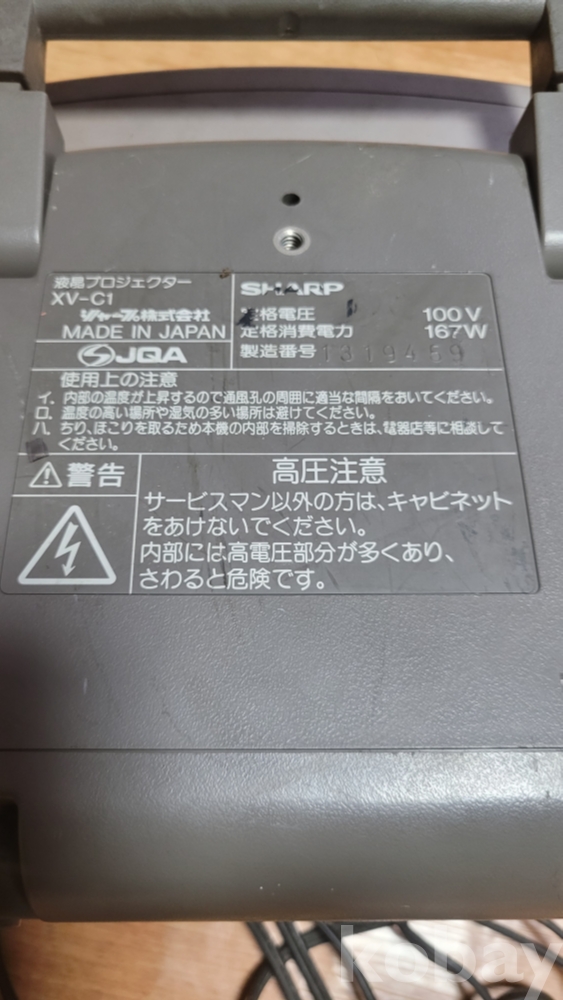 液晶プロジェクター
XV-C1
シャープ株式会社
MADE IN JAPAN
JQA
SHARP
定格電圧 100V
定格消費電力 167W
製造番号 1319459
使用上の注意
イ. 内部の温度が上昇するので通風孔の周囲に適当な間隔をおいてください。
ロ. 温度の高い場所や湿気の多い場所は避けてください。
ハ. ちり、ほこりを取るため本機の内部を掃除するときは、電器店等に相談して
ください。
警告
高圧注意
サービスマン以外の方は、キャビネット
をあけないでください。
内部には高電圧部分が多くあり、
さわると危険です。
kobay